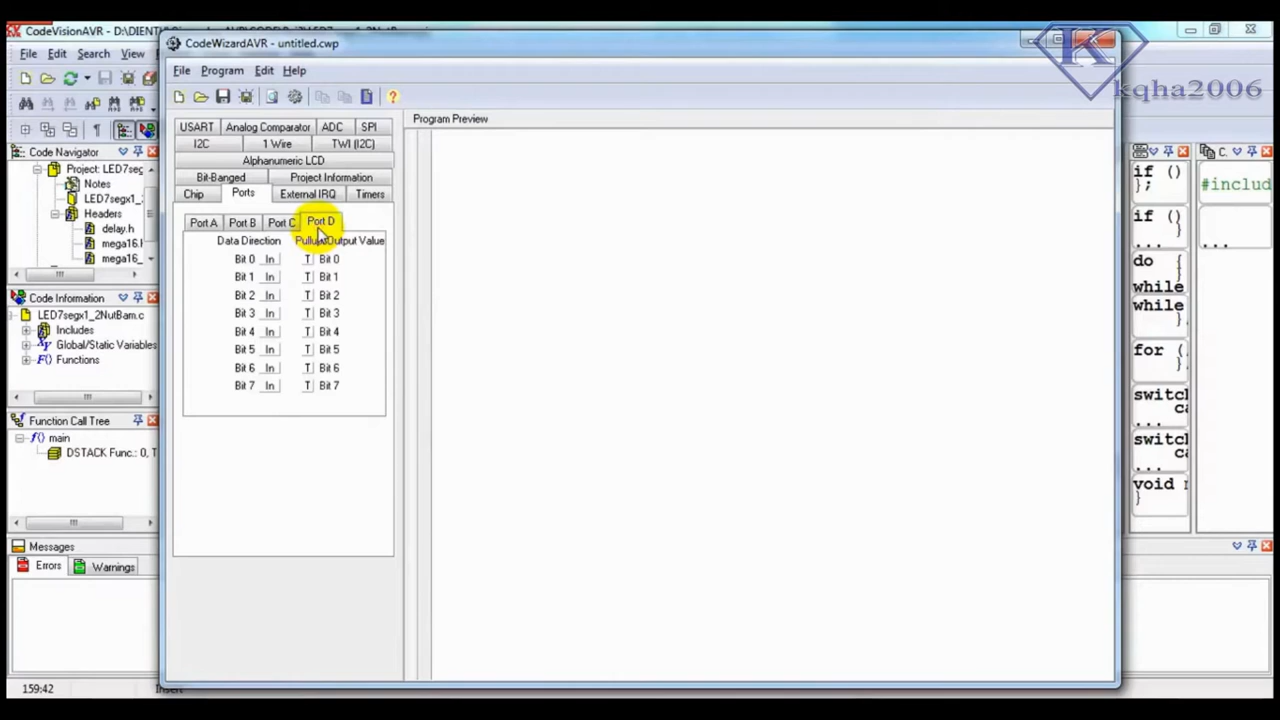 CodeVisionAVR - D:\DIENT
CodeWizardAVR - untitled.cwp
kqha2006
File Edit Search View
File Program Edit Help
USART Analog Comparator ADC SPI
I2C 1 Wire TWI (I2C)
Alphanumeric LCD
Bit-Banged Project Information
Chip Ports External IRQ Timers
Port A Port B Port C Port D
Data Direction Output Value
Bit 0 In T Bit 0
Bit 1 In T Bit 1
Bit 2 In T Bit 2
Bit 3 In T Bit 3
Bit 4 In T Bit 4
Bit 5 In T Bit 5
Bit 6 In T Bit 6
Bit 7 In T Bit 7
Program Preview
Code Navigator
Project: LED7seg
Notes
LED7segx1_
Headers
delay.h
mega16.h
mega16_
Code Information
LED7segx1_2NutBam.c
Includes
Global/Static Variables
Functions
Function Call Tree
main
DSTACK Func.: 0, T
Messages
Errors Warnings
159:42 Insert
C.
if ()
};
if ()
...
do {
while
while
}
for (
}
switch
ca
...
switch
ca
...
void
}
#includ
...